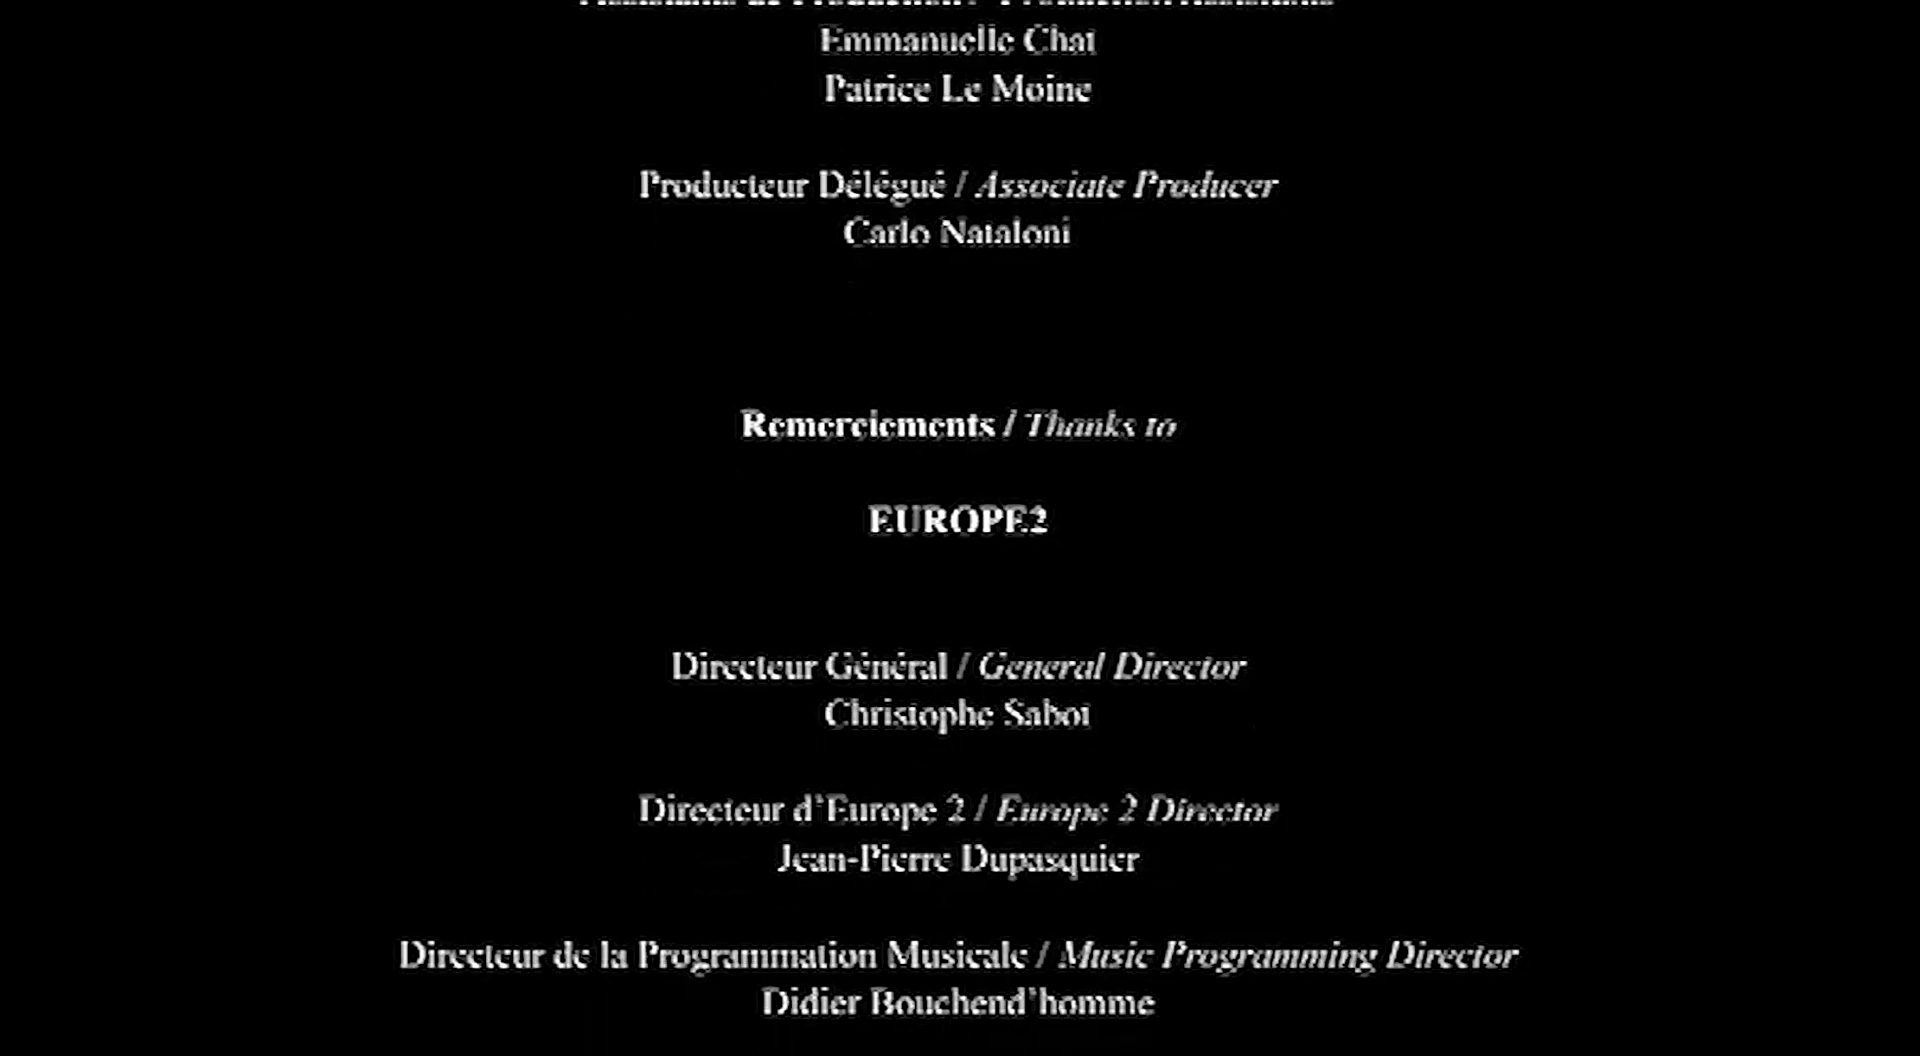 Emmanuelle Chat
Patrice Le Moine
Producteur Délégué / Associate Producer
Carlo Nataloni
Remerciements / Thanks to
EUROPE2
Directeur Général / General Director
Christophe Sabot
Directeur d'Europe 2 / Europe 2 Director
Jean-Pierre Dupasquier
Directeur de la Programmation Musicale / Music Programming Director
Didier Bouchend'homme